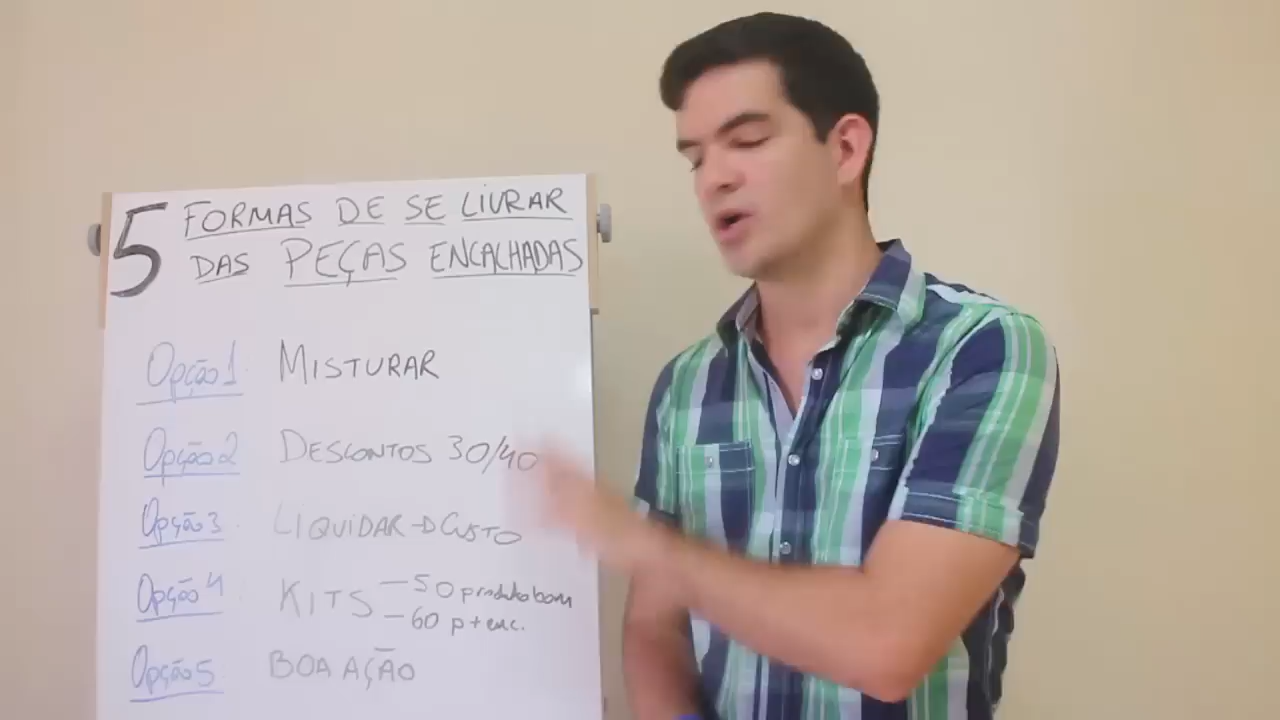 5 FORMAS DE SE LIVRAR
DAS PEÇAS ENCALHADAS
Opção 1 MISTURAR
Opção 2 DESCONTOS 30/40
Opção 3 LIQUIDAR → CUSTO
Opção 4 KITS – 50 produto bom
– 60 p + enc.
Opção 5 BOA AÇÃO